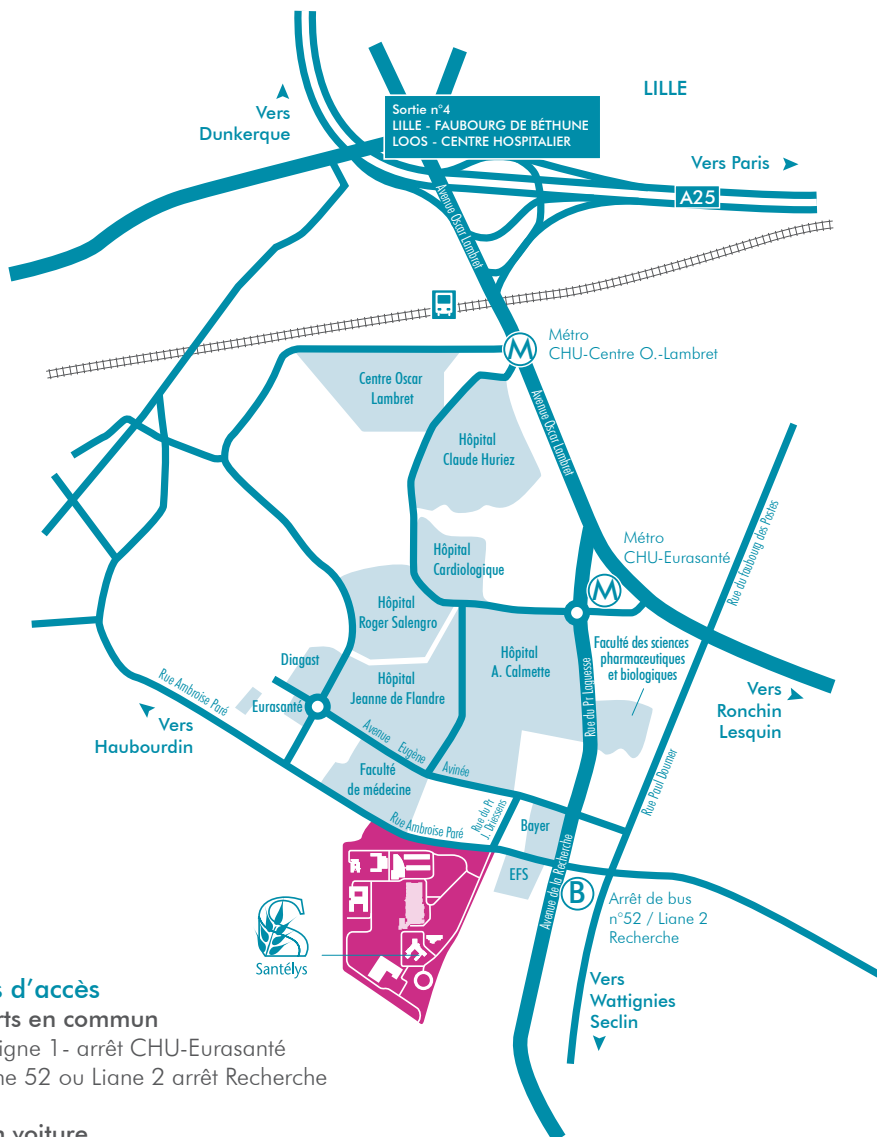 LILLE
Sortie n°4
LILLE - FAUBOURG DE BÉTHUNE
LOOS - CENTRE HOSPITALIER
Vers
Dunkerque
Vers Paris
A25
Avenue Oscar Lambret
M
Métro
CHU-Centre O.-Lambret
Centre Oscar
Lambret
Avenue Oscar Lambret
Hôpital
Claude Huriez
Hôpital
Cardiologique
Métro
CHU-Eurasanté
M
Rue du faubourg des Postes
Hôpital
Roger Salengro
Hôpital
A. Calmette
Faculté des sciences
pharmaceutiques
et biologiques
Diagast
Hôpital
Jeanne de Flandre
Rue du Pr Laguesse
Rue Ambroise Paré
Eurasanté
Vers
Ronchin
Lesquin
Vers
Haubourdin
Avenue Eugène Avinée
Faculté
de médecine
Rue Paul Doumer
Rue Ambroise Paré
Rue du Pr
J. Driessens
Bayer
EFS
Avenue de la Recherche
B
Arrêt de bus
n°52 / Liane 2
Recherche
Santélys
Vers
Wattignies
Seclin
s d'accès
rts en commun
igne 1- arrêt CHU-Eurasanté
ne 52 ou Liane 2 arrêt Recherche
n voiture